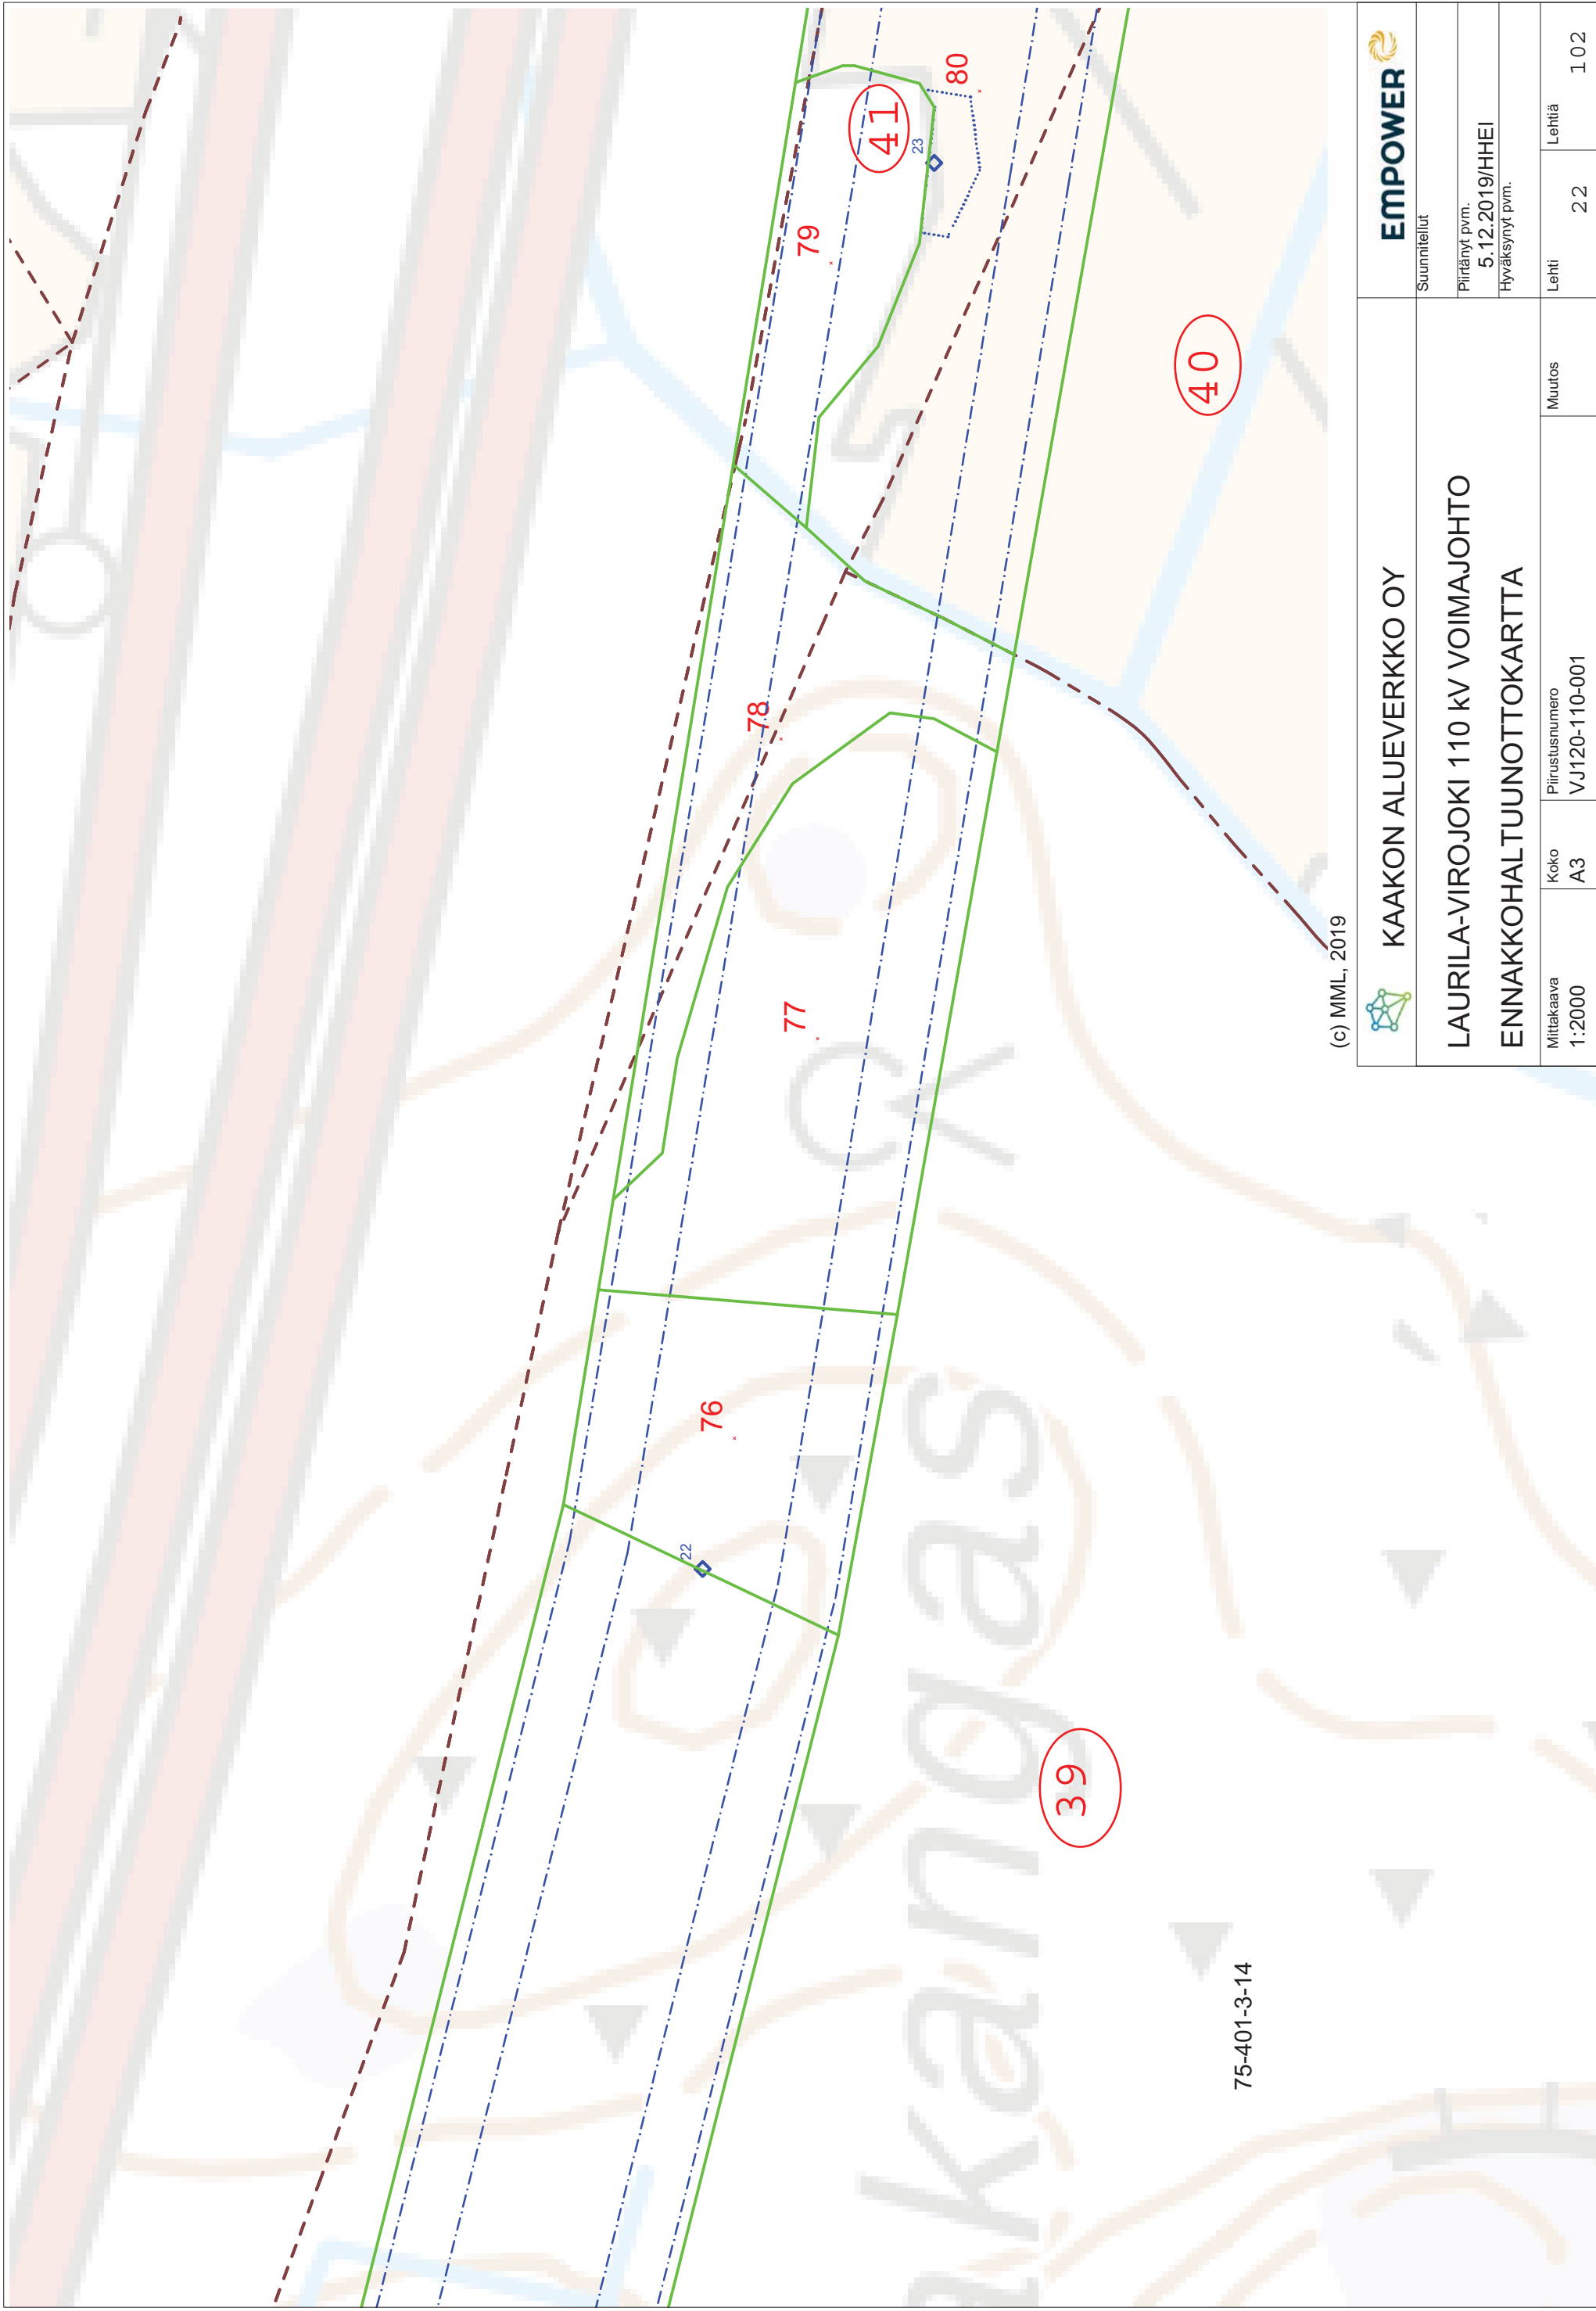 76
77
78
79
80
22
23
39
40
41
75-401-3-14
kangas
(c) MML, 2019
KAAKON ALUEVERKKO OY
EMPOWER
LAURILA-VIROJOKI 110 kV VOIMAJOHTO
ENNAKKOHALTUUNOTTOKARTTA
Suunnitellut
Piirtänyt pvm.
5.12.2019/HHEI
Hyväksynyt pvm.
Mittakaava Koko Piirustusnumero Muutos Lehti Lehtiä
1:2000 A3 VJ120-110-001 22 102